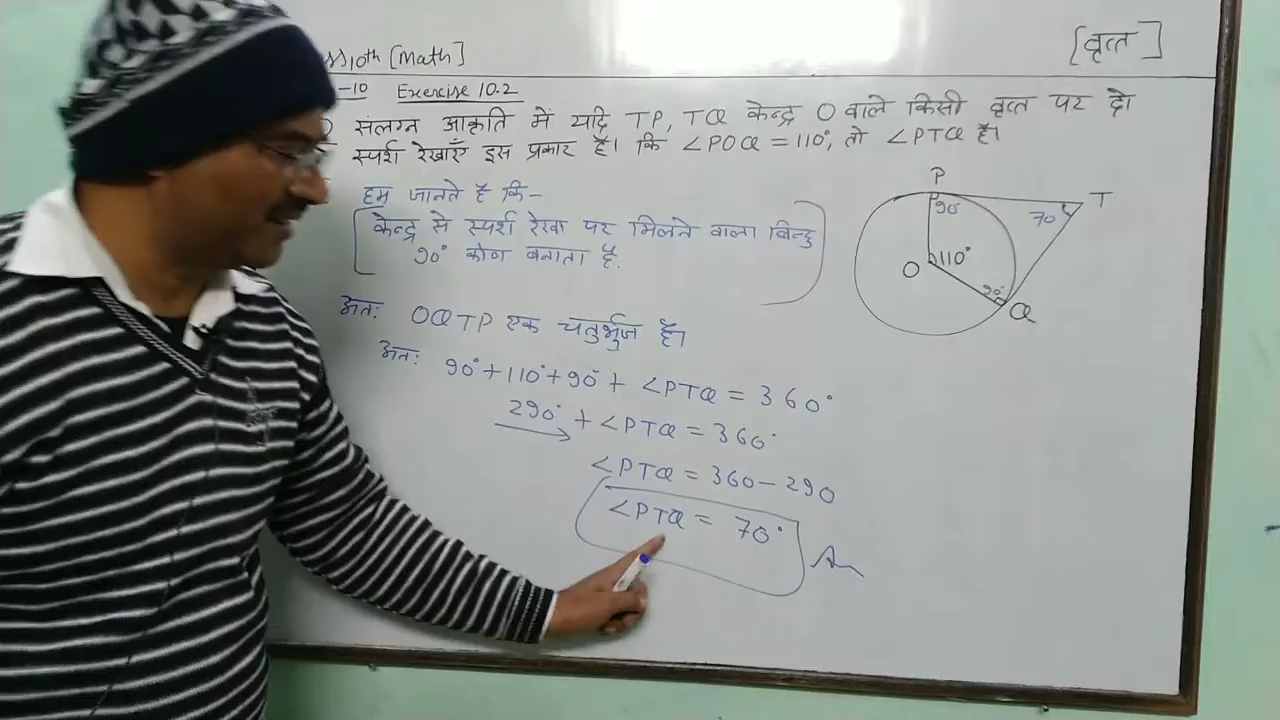 10th [Math]
[वृत्त]
-10 Exercise 10.2
संलग्न आकृति में यदि TP, TQ केन्द्र O वाले किसी वृत्त पर दो
स्पर्श रेखाएँ इस प्रकार है। कि ∠POQ = 110°, तो ∠PTQ है।
हम जानते है कि-
केन्द्र से स्पर्श रेखा पर मिलने वाला बिन्दु
90° कोण बनाता है.
P
T
90°
70°
O
110°
90°
Q
अतः OQTP एक चतुर्भुज है।
अतः 90° + 110° + 90° + ∠PTQ = 360°
290° + ∠PTQ = 360°
∠PTQ = 360 - 290
∠PTQ = 70° An